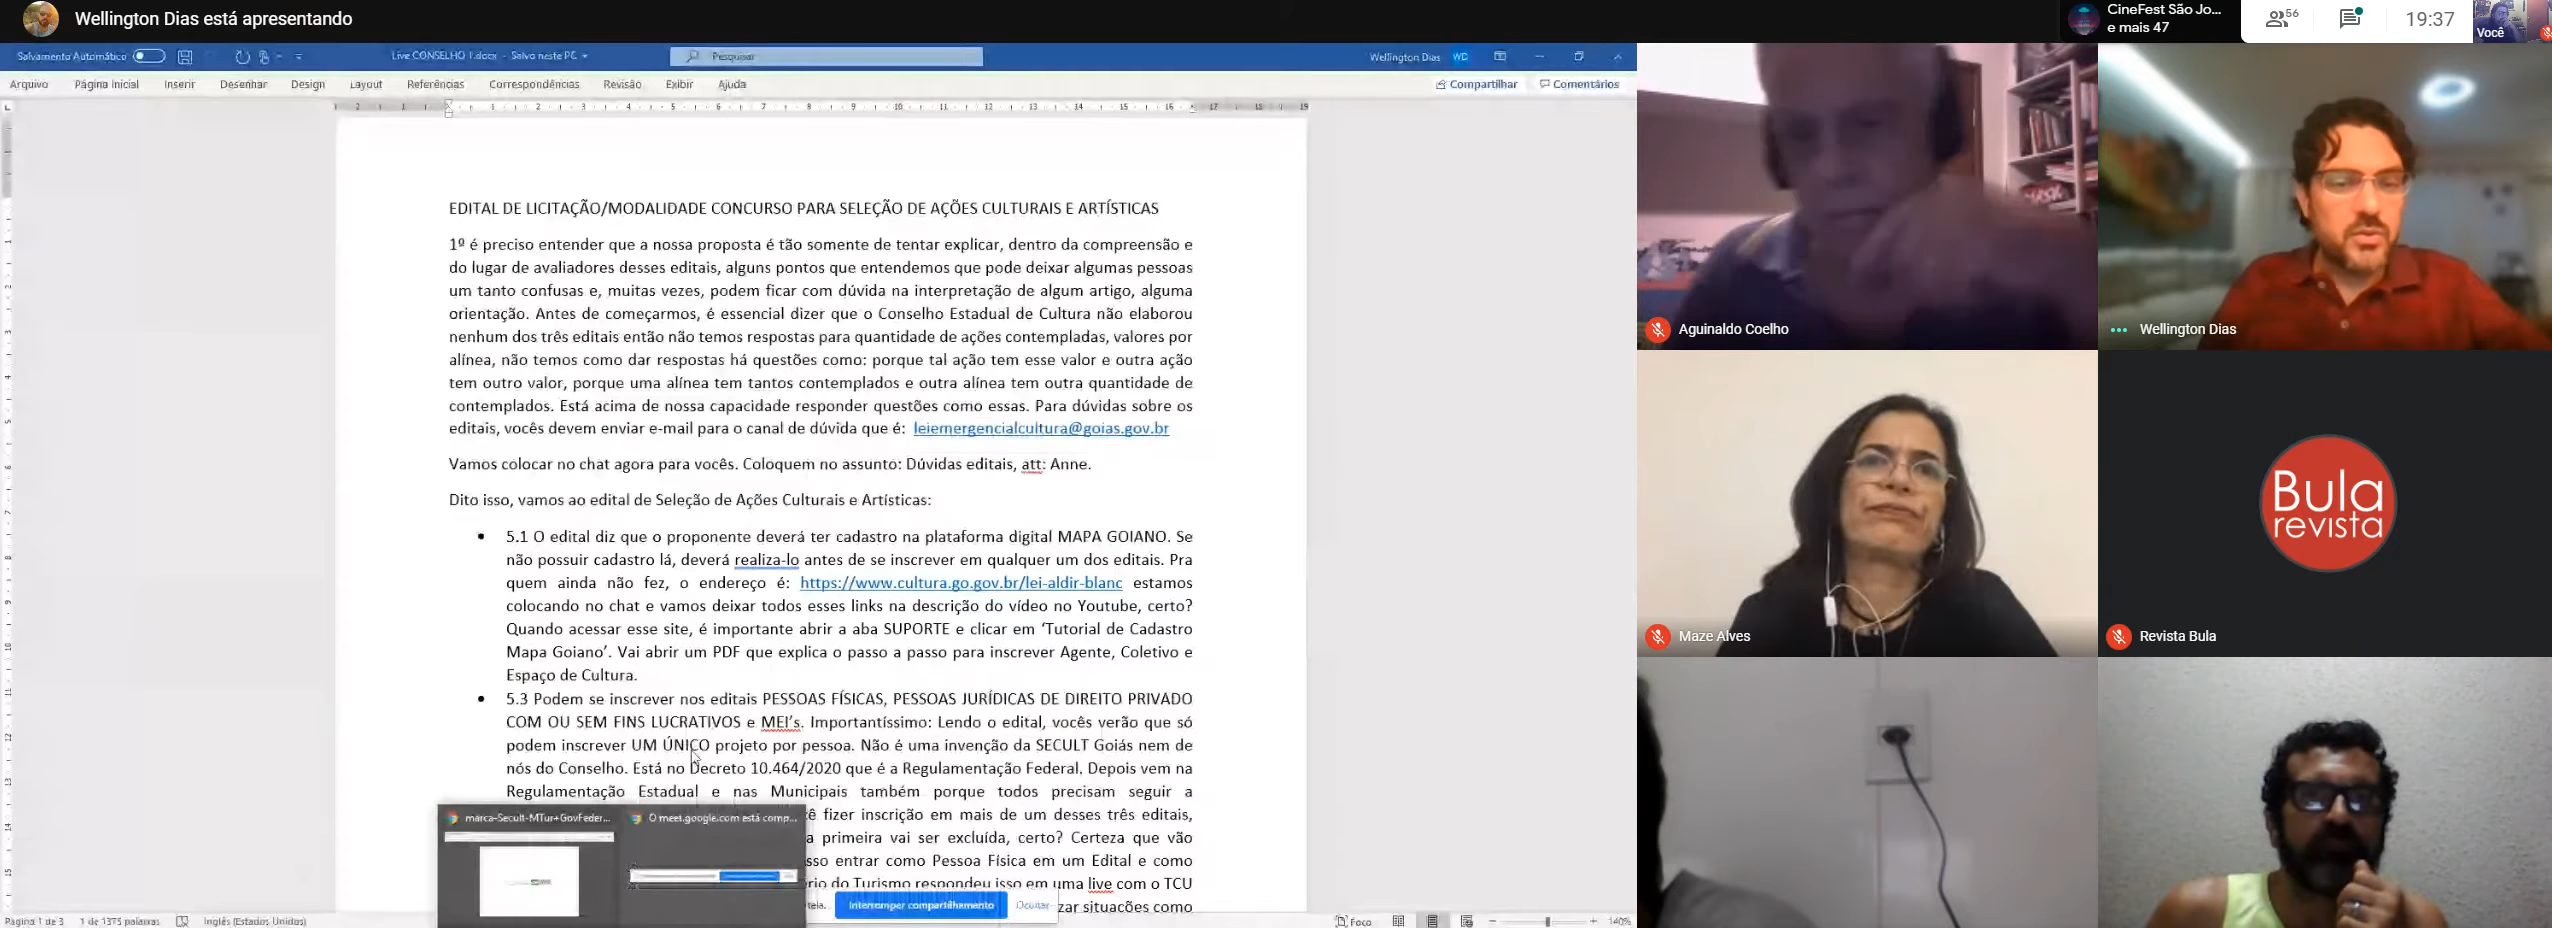 Wellington Dias está apresentando
CineFest São Jo...
e mais 47
56
19:37
Você
Salvamento Automático
Live CONSELHO 1.docx - Salvo neste PC
Pesquisar
Wellington Dias WD
Arquivo Página Inicial Inserir Desenhar Design Layout Referências Correspondências Revisão Exibir Ajuda
Compartilhar Comentários
EDITAL DE LICITAÇÃO/MODALIDADE CONCURSO PARA SELEÇÃO DE AÇÕES CULTURAIS E ARTÍSTICAS
1º é preciso entender que a nossa proposta é tão somente de tentar explicar, dentro da compreensão e
do lugar de avaliadores desses editais, alguns pontos que entendemos que pode deixar algumas pessoas
um tanto confusas e, muitas vezes, podem ficar com dúvida na interpretação de algum artigo, alguma
orientação. Antes de começarmos, é essencial dizer que o Conselho Estadual de Cultura não elaborou
nenhum dos três editais então não temos respostas para quantidade de ações contempladas, valores por
alínea, não temos como dar respostas há questões como: porque tal ação tem esse valor e outra ação
tem outro valor, porque uma alínea tem tantos contemplados e outra alínea tem outra quantidade de
contemplados. Está acima de nossa capacidade responder questões como essas. Para dúvidas sobre os
editais, vocês devem enviar e-mail para o canal de dúvida que é: leiemergencialcultura@goias.gov.br
Vamos colocar no chat agora para vocês. Coloquem no assunto: Dúvidas editais, att: Anne.
Dito isso, vamos ao edital de Seleção de Ações Culturais e Artísticas:
• 5.1 O edital diz que o proponente deverá ter cadastro na plataforma digital MAPA GOIANO. Se
não possuir cadastro lá, deverá realiza-lo antes de se inscrever em qualquer um dos editais. Pra
quem ainda não fez, o endereço é: https://www.cultura.go.gov.br/lei-aldir-blanc estamos
colocando no chat e vamos deixar todos esses links na descrição do vídeo no Youtube, certo?
Quando acessar esse site, é importante abrir a aba SUPORTE e clicar em ‘Tutorial de Cadastro
Mapa Goiano’. Vai abrir um PDF que explica o passo a passo para inscrever Agente, Coletivo e
Espaço de Cultura.
• 5.3 Podem se inscrever nos editais PESSOAS FÍSICAS, PESSOAS JURÍDICAS DE DIREITO PRIVADO
COM OU SEM FINS LUCRATIVOS e MEI’s. Importantíssimo: Lendo o edital, vocês verão que só
podem inscrever UM ÚNICO projeto por pessoa. Não é uma invenção da SECULT Goiás nem de
nós do Conselho. Está no Decreto 10.464/2020 que é a Regulamentação Federal. Depois vem na
Regulamentação Estadual e nas Municipais também porque todos precisam seguir a
fizer inscrição em mais de um desses três editais,
a primeira vai ser excluída, certo? Certeza que vão
sso entrar como Pessoa Física em um Edital e como
rio do Turismo respondeu isso em uma live com o TCU
zar situações como
marca-Secult-MTur+GovFeder...
O meet.google.com está comp...
tela.
Interromper compartilhamento
Ocultar
Página 1 de 3 1 de 1375 palavras Inglês (Estados Unidos)
Foco
140%
Aguinaldo Coelho
Wellington Dias
Maze Alves
Bula
revista
Revista Bula